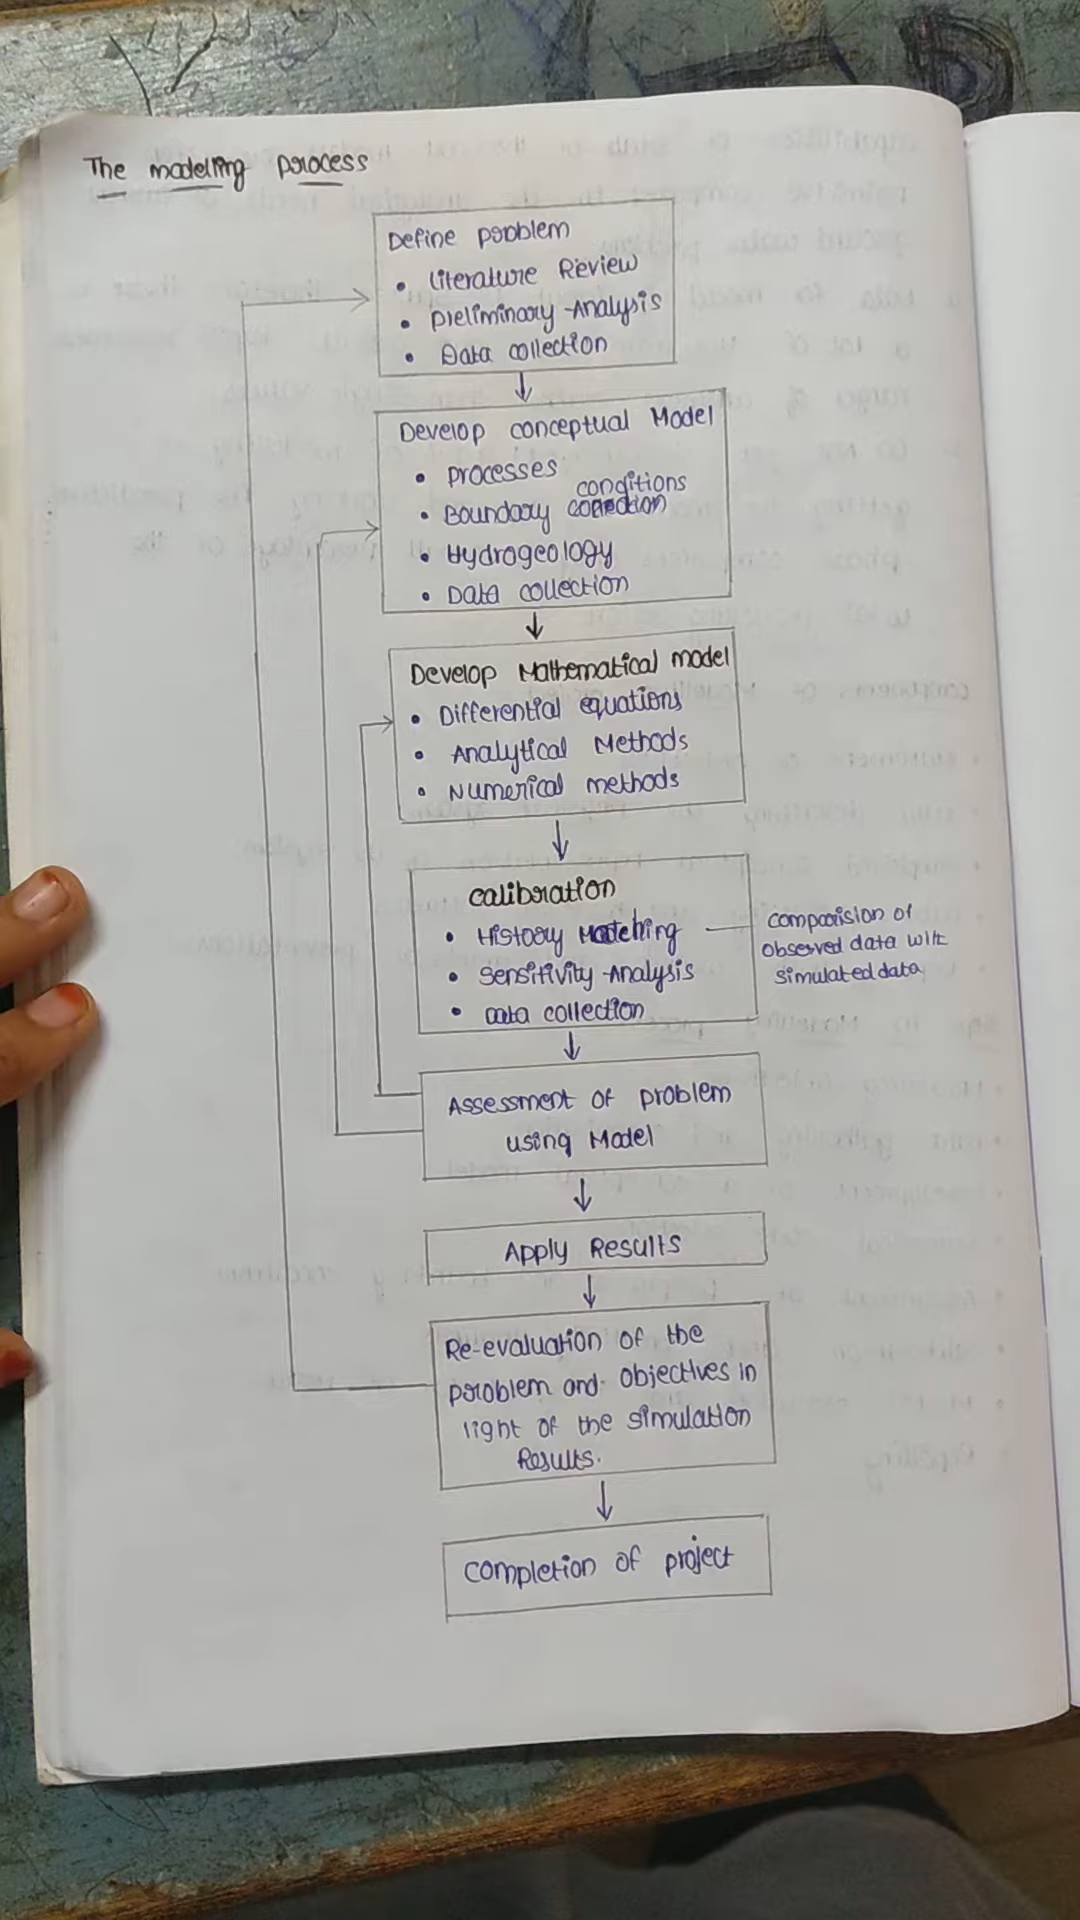 The modelling process
Define problem
• Literature Review
• Preliminary Analysis
• Data collection
Develop conceptual Model
• Processes
conditions
• Boundary
• Hydrogeology
• Data collection
Develop Mathematical model
• Differential equations
• Analytical Methods
• Numerical methods
Calibration
• History Matching
• Sensitivity Analysis
• Data collection
comparision of
observed data with
simulated data
Assessment of problem
using Model
Apply Results
Re-evaluation of the
problem and objectives in
light of the simulation
Results.
Completion of project